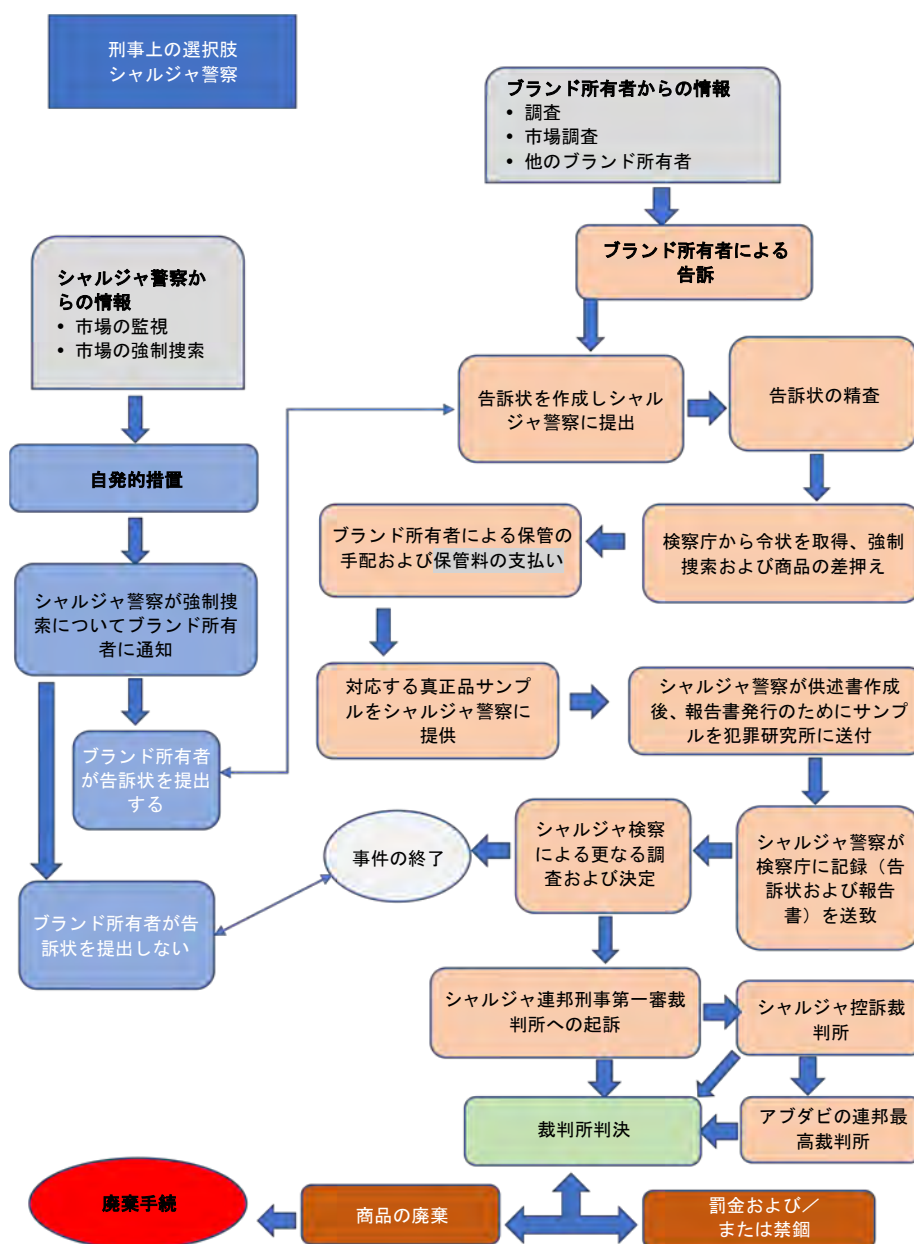 刑事上の選択肢
シャルジャ警察
ブランド所有者からの情報
• 調査
• 市場調査
• 他のブランド所有者
ブランド所有者による
告訴
シャルジャ警察か
らの情報
• 市場の監視
• 市場の強制捜索
告訴状を作成しシャル
ジャ警察に提出
告訴状の精査
自発的措置
ブランド所有者による保管の
手配および保管料の支払い
検察庁から令状を取得、強制
捜索および商品の差押え
シャルジャ警察が強制捜
索についてブランド所有
者に通知
対応する真正品サンプ
ルをシャルジャ警察に
提供
シャルジャ警察が供述書作成
後、報告書発行のためにサンプ
ルを犯罪研究所に送付
ブランド所有者
が告訴状を提出
する
事件の終了
シャルジャ検察
による更なる調
査および決定
シャルジャ警察が
検察庁に記録（告
訴状および報告
書）を送致
ブランド所有者が告
訴状を提出しない
シャルジャ連邦刑事第一審裁
判所への起訴
シャルジャ控訴裁
判所
裁判所判決
アブダビの連邦最
高裁判所
廃棄手続
商品の廃棄
罰金および／
または禁錮